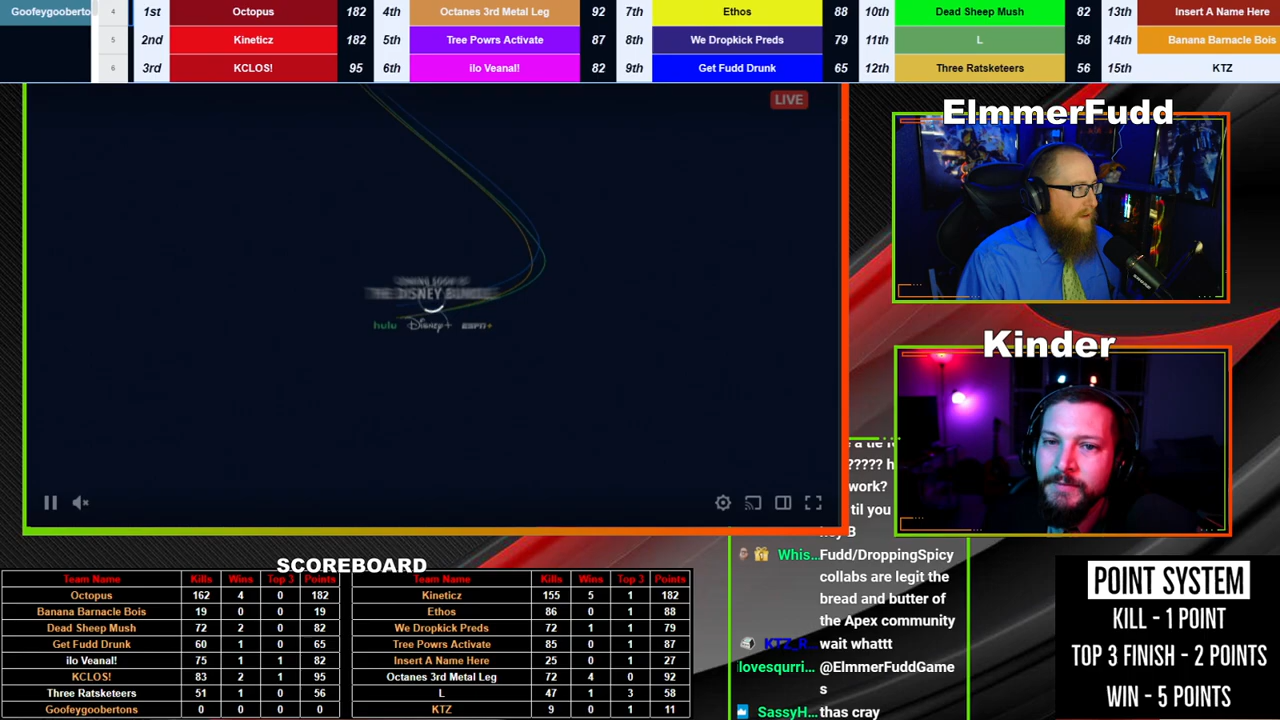 Goofeygooberto 4 1st Octopus 182 4th Octanes 3rd Metal Leg 92 7th Ethos 88 10th Dead Sheep Mush 82 13th Insert A Name Here
5 2nd Kineticz 182 5th Tree Powrs Activate 87 8th We Dropkick Preds 79 11th L 58 14th Banana Barnacle Bois
6 3rd KCLOS! 95 6th ilo Veanal! 82 9th Get Fudd Drunk 65 12th Three Ratsketeers 56 15th KTZ
LIVE
COMING SOON TO
THE DISNEY BUNDLE
hulu Disney+ ESPN+
ElmmerFudd
Kinder
e a tie
????? h
work?
til you
hey B
Whis... Fudd/DroppingSpicy
collabs are legit the
bread and butter of
the Apex community
KTZ_R... wait whattt
lovesqurri... @ElmmerFuddGame
s
SassyH... thas cray
SCOREBOARD
Team Name Kills Wins Top 3 Points
Octopus 162 4 0 182
Banana Barnacle Bois 19 0 0 19
Dead Sheep Mush 72 2 0 82
Get Fudd Drunk 60 1 0 65
ilo Veanal! 75 1 1 82
KCLOS! 83 2 1 95
Three Ratsketeers 51 1 0 56
Goofeygoobertons 0 0 0 0
Team Name Kills Wins Top 3 Points
Kineticz 155 5 1 182
Ethos 86 0 1 88
We Dropkick Preds 72 1 1 79
Tree Powrs Activate 85 0 1 87
Insert A Name Here 25 0 1 27
Octanes 3rd Metal Leg 72 4 0 92
L 47 1 3 58
KTZ 9 0 1 11
POINT SYSTEM
KILL - 1 POINT
TOP 3 FINISH - 2 POINTS
WIN - 5 POINTS